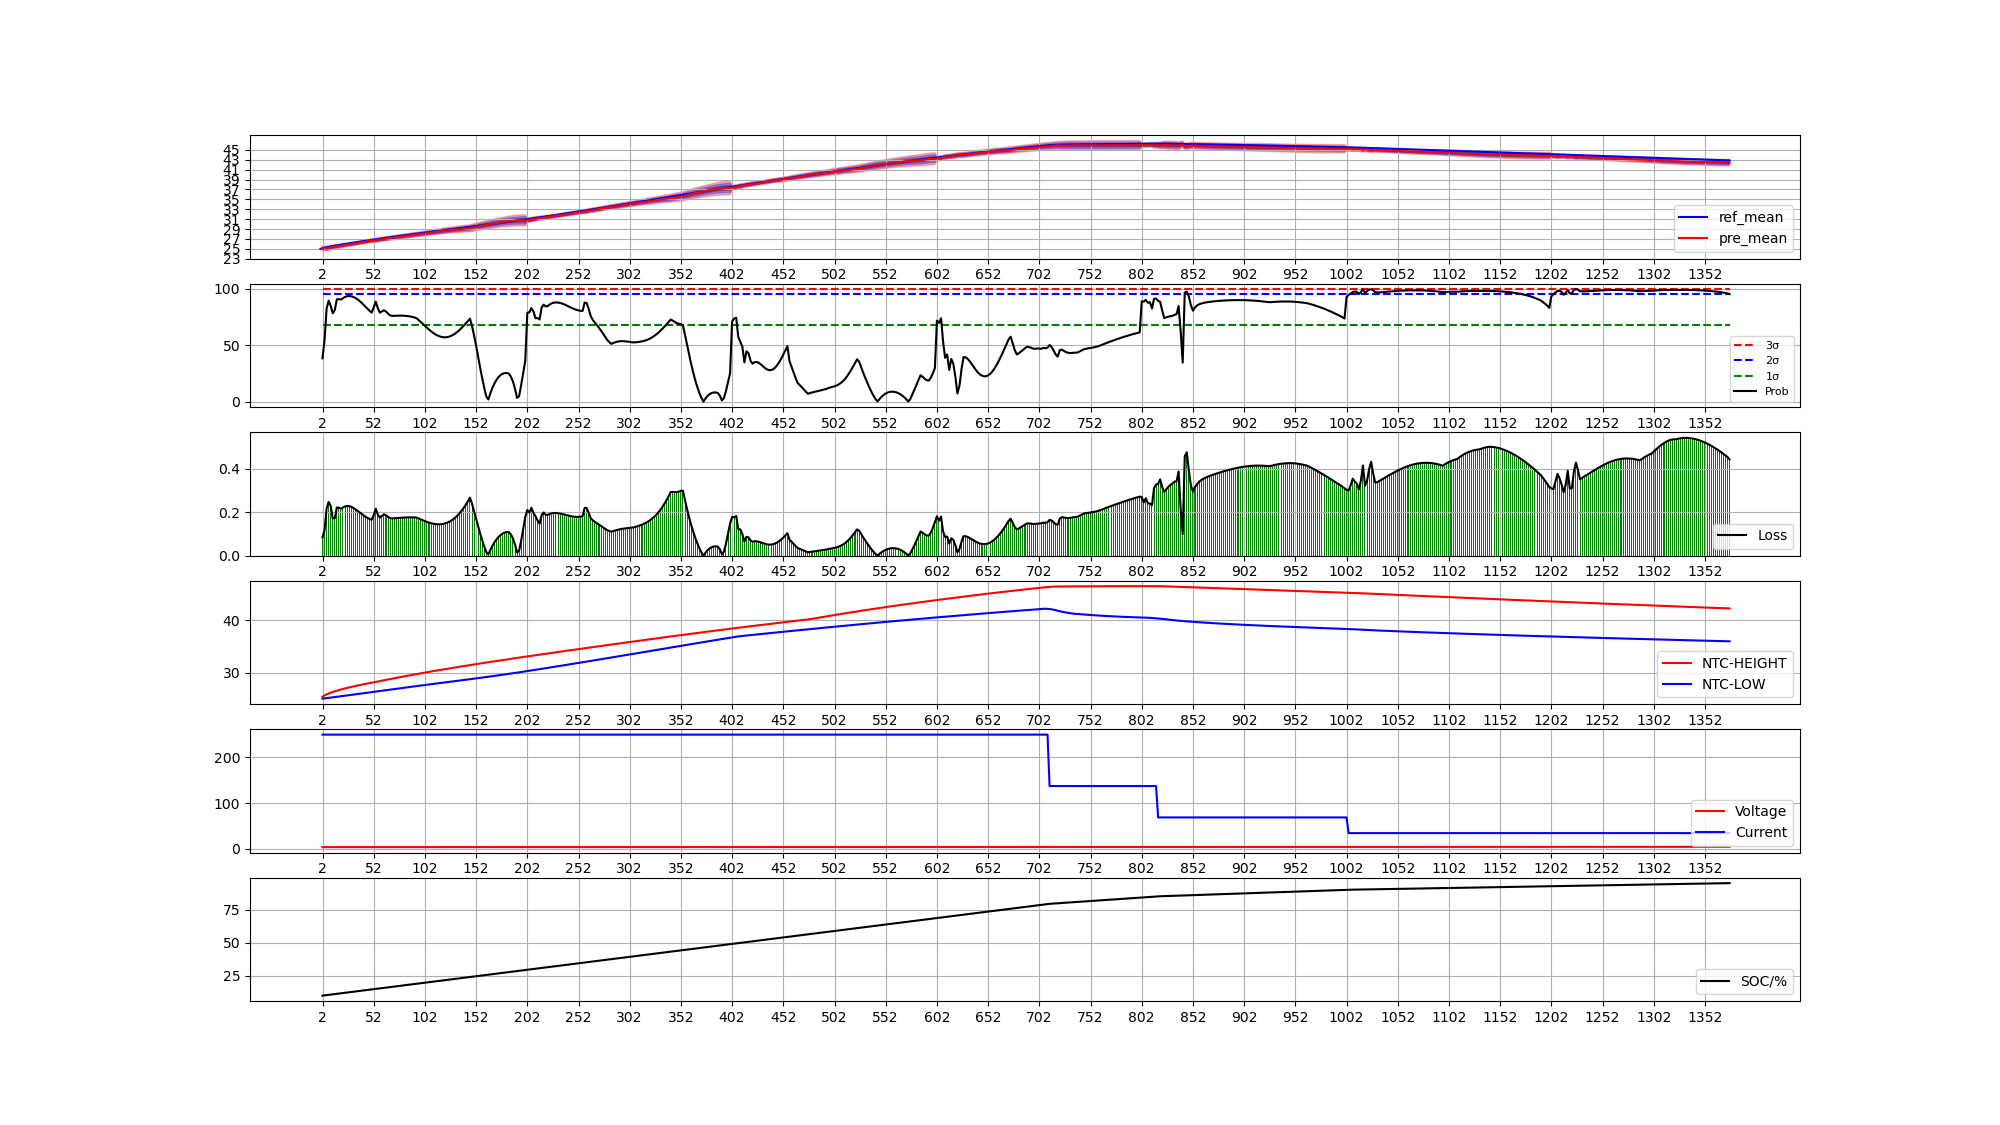 45
43
41
39
37
35
33
31
29
27
25
23
ref_mean
pre_mean
2 52 102 152 202 252 302 352 402 452 502 552 602 652 702 752 802 852 902 952 1002 1052 1102 1152 1202 1252 1302 1352
100
50
0
3σ
2σ
1σ
Prob
2 52 102 152 202 252 302 352 402 452 502 552 602 652 702 752 802 852 902 952 1002 1052 1102 1152 1202 1252 1302 1352
0.4
0.2
0.0
Loss
2 52 102 152 202 252 302 352 402 452 502 552 602 652 702 752 802 852 902 952 1002 1052 1102 1152 1202 1252 1302 1352
40
30
NTC-HEIGHT
NTC-LOW
2 52 102 152 202 252 302 352 402 452 502 552 602 652 702 752 802 852 902 952 1002 1052 1102 1152 1202 1252 1302 1352
200
100
0
Voltage
Current
2 52 102 152 202 252 302 352 402 452 502 552 602 652 702 752 802 852 902 952 1002 1052 1102 1152 1202 1252 1302 1352
75
50
25
SOC/%
2 52 102 152 202 252 302 352 402 452 502 552 602 652 702 752 802 852 902 952 1002 1052 1102 1152 1202 1252 1302 1352